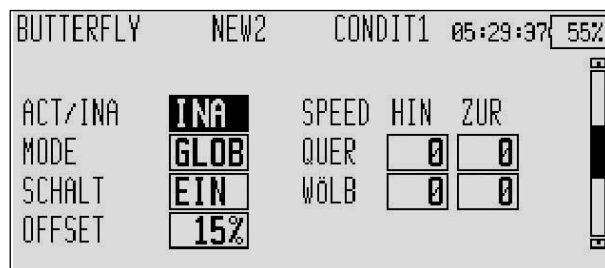 BUTTERFLY NEW2 CONDIT1 05:29:37 55%
ACT/INA INA SPEED HIN ZUR
MODE GLOB QUER 0 0
SCHALT EIN WÖLB 0 0
OFFSET 15%